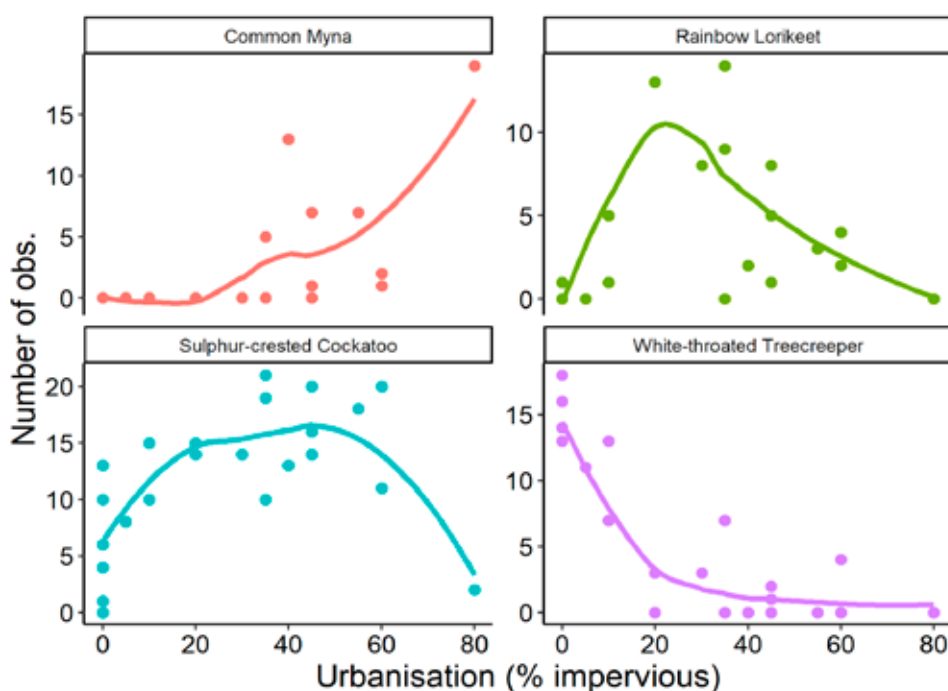 Common Myna
Rainbow Lorikeet
15
10
5
0
10
5
0
Number of obs.
Sulphur-crested Cockatoo
White-throated Treecreeper
20
15
10
5
0
15
10
5
0
0 20 40 60 80
0 20 40 60 80
Urbanisation (% impervious)